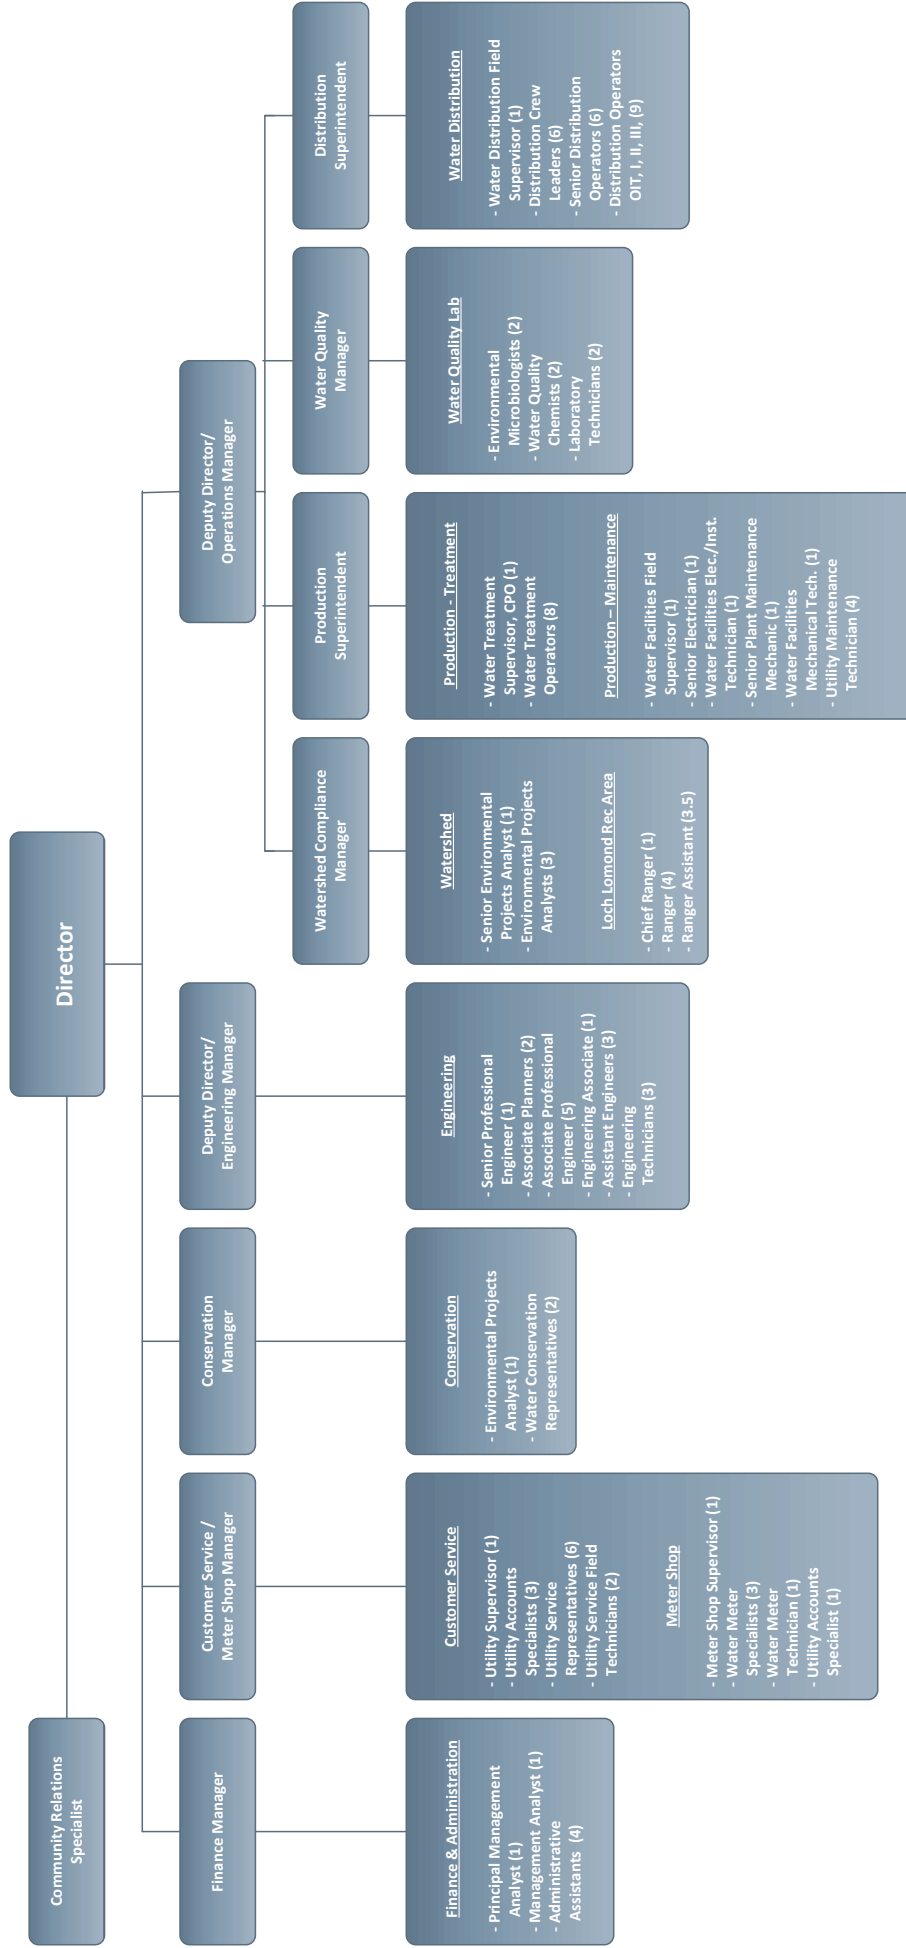 Director
Community Relations
Specialist
Finance Manager
Customer Service /
Meter Shop Manager
Conservation
Manager
Deputy Director/
Engineering Manager
Deputy Director/
Operations Manager
Watershed Compliance
Manager
Production
Superintendent
Water Quality
Manager
Distribution
Superintendent
Finance & Administration
- Principal Management
Analyst (1)
- Management Analyst (1)
- Administrative
Assistants (4)
Customer Service
- Utility Supervisor (1)
- Utility Accounts
Specialists (3)
- Utility Service
Representatives (6)
- Utility Service Field
Technicians (2)
Meter Shop
- Meter Shop Supervisor (1)
- Water Meter
Specialists (3)
- Water Meter
Technician (1)
- Utility Accounts
Specialist (1)
Conservation
- Environmental Projects
Analyst (1)
- Water Conservation
Representatives (2)
Engineering
- Senior Professional
Engineer (1)
- Associate Planners (2)
- Associate Professional
Engineer (5)
- Engineering Associate (1)
- Assistant Engineers (3)
- Engineering
Technicians (3)
Watershed
- Senior Environmental
Projects Analyst (1)
- Environmental Projects
Analysts (3)
Loch Lomond Rec Area
- Chief Ranger (1)
- Ranger (4)
- Ranger Assistant (3.5)
Production - Treatment
- Water Treatment
Supervisor, CPO (1)
- Water Treatment
Operators (8)
Production – Maintenance
- Water Facilities Field
Supervisor (1)
- Senior Electrician (1)
- Water Facilities Elec./Inst.
Technician (1)
- Senior Plant Maintenance
Mechanic (1)
- Water Facilities
Mechanical Tech. (1)
- Utility Maintenance
Technician (4)
Water Quality Lab
- Environmental
Microbiologists (2)
- Water Quality
Chemists (2)
- Laboratory
Technicians (2)
Water Distribution
- Water Distribution Field
Supervisor (1)
- Distribution Crew
Leaders (6)
- Senior Distribution
Operators (6)
- Distribution Operators
OIT, I, II, III, (9)